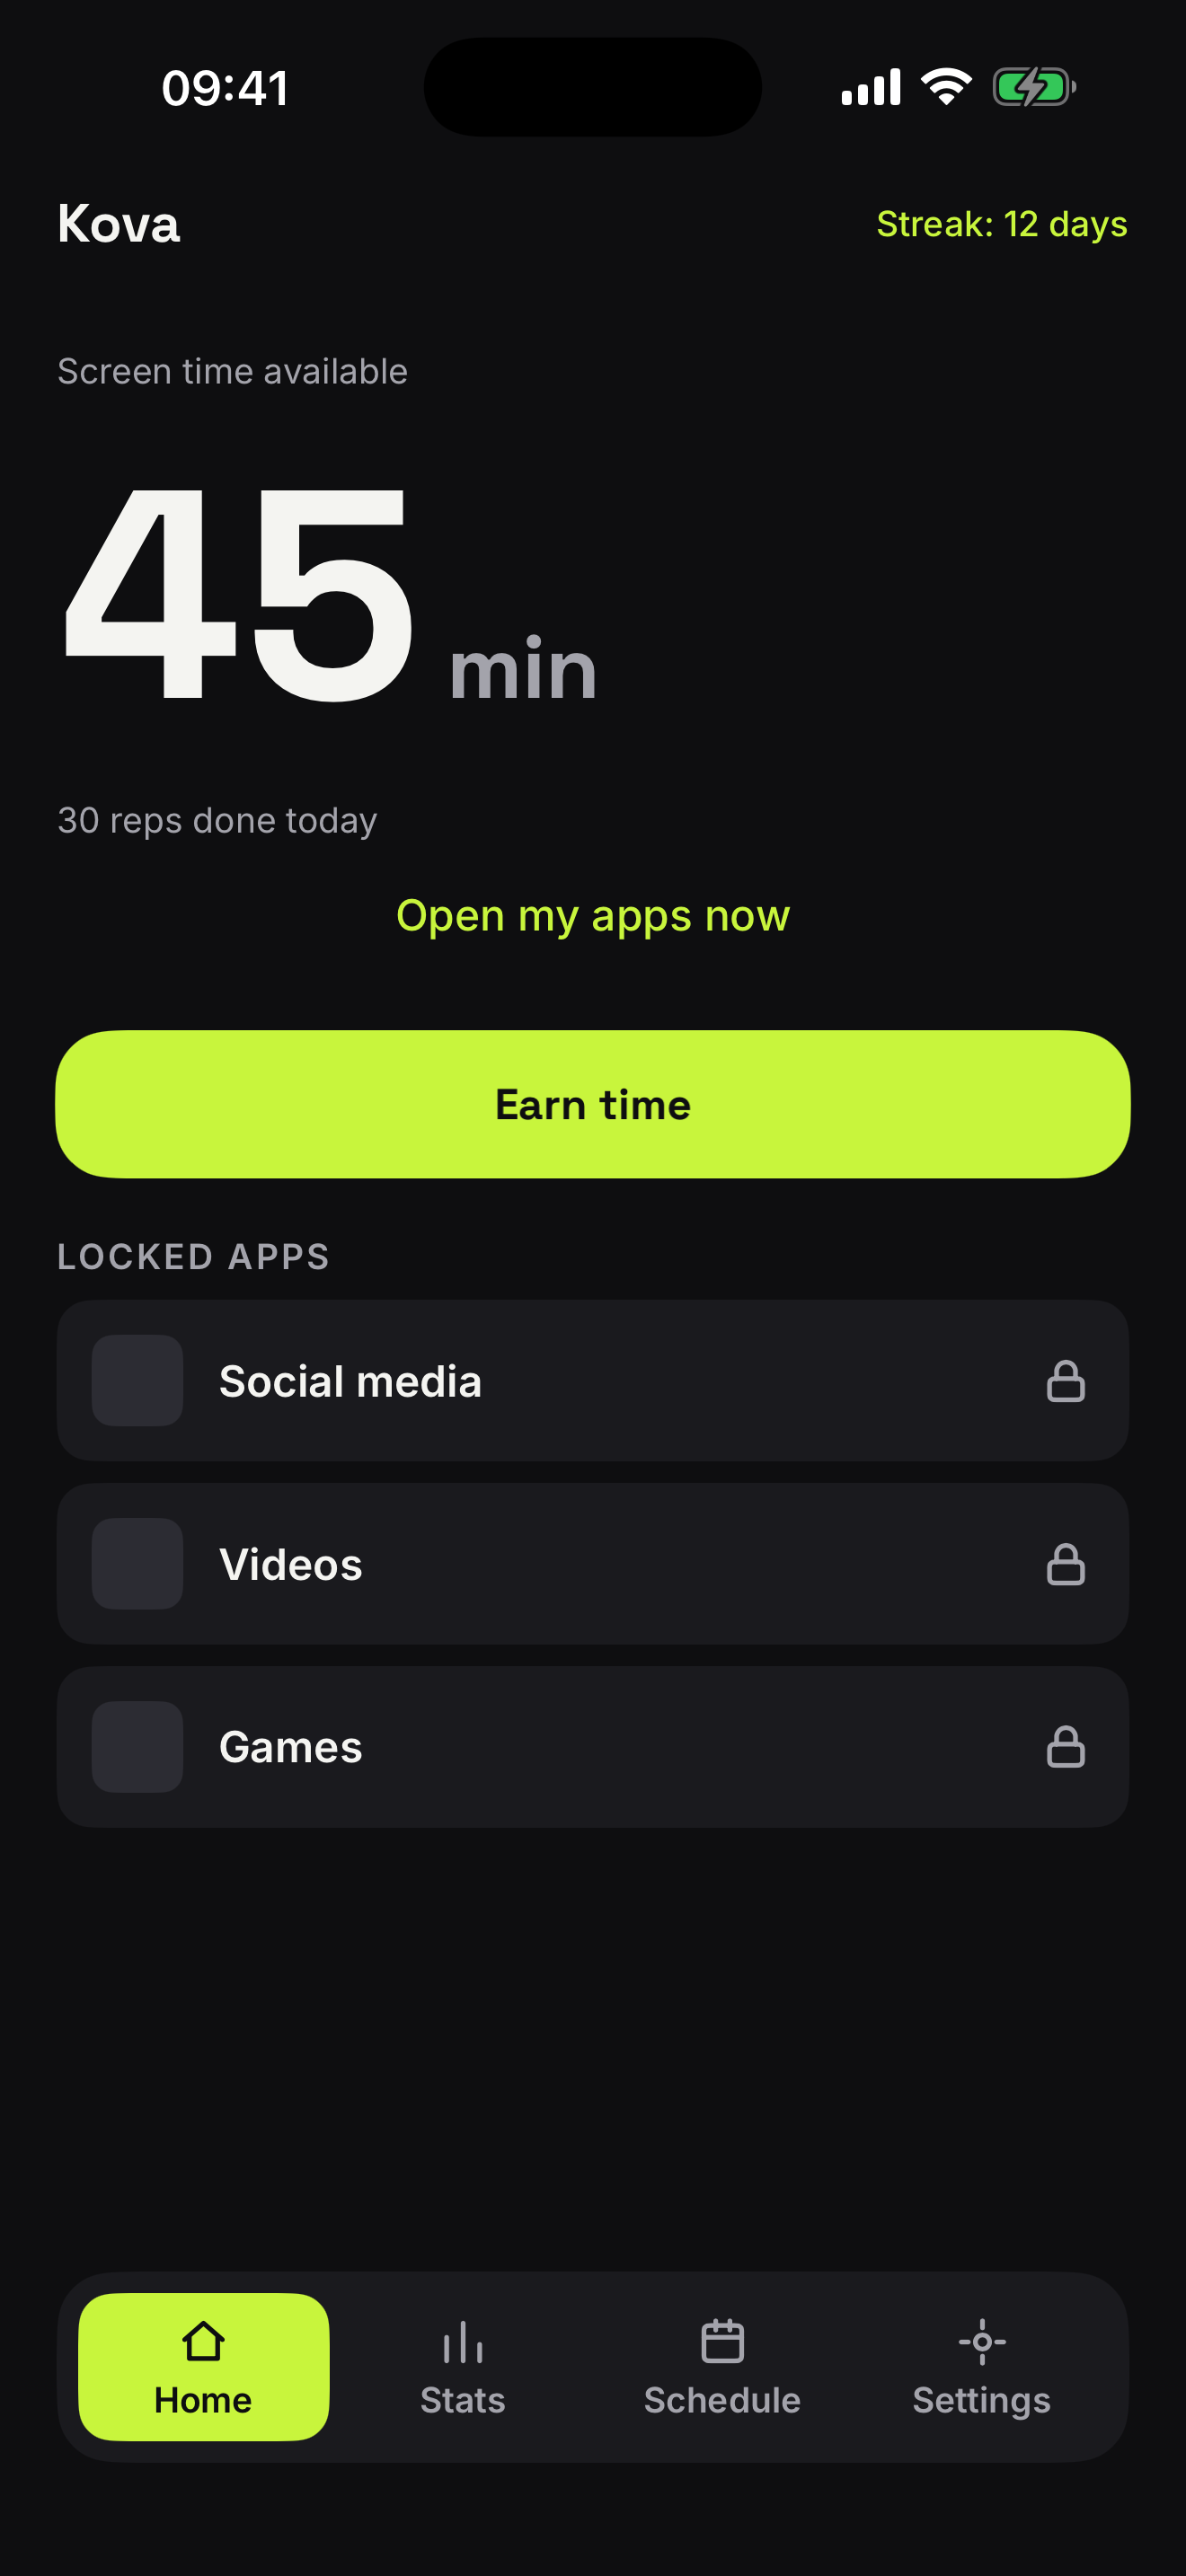 09:41
Kova
Streak: 12 days
Screen time available
45 min
30 reps done today
Open my apps now
Earn time
LOCKED APPS
Social media
Videos
Games
Home
Stats
Schedule
Settings